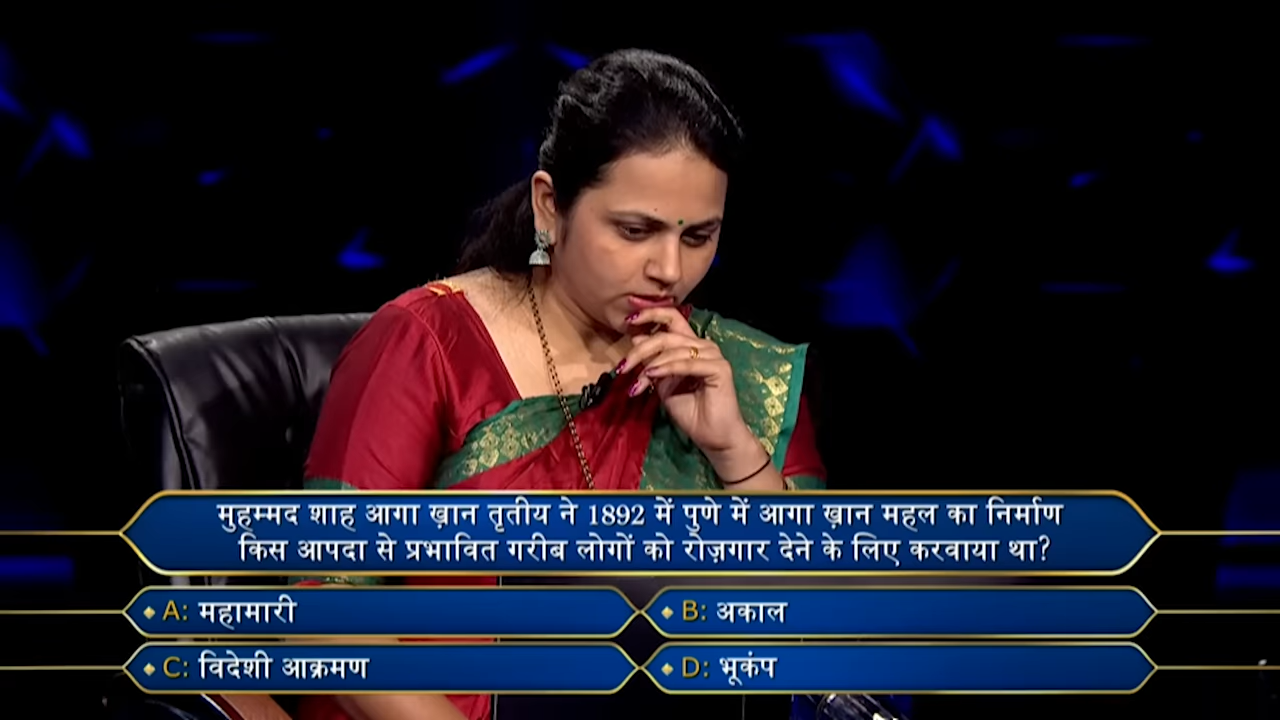 मुहम्मद शाह आगा ख़ान तृतीय ने 1892 में पुणे में आगा ख़ान महल का निर्माण
किस आपदा से प्रभावित गरीब लोगों को रोज़गार देने के लिए करवाया था?
A: महामारी
B: अकाल
C: विदेशी आक्रमण
D: भूकंप